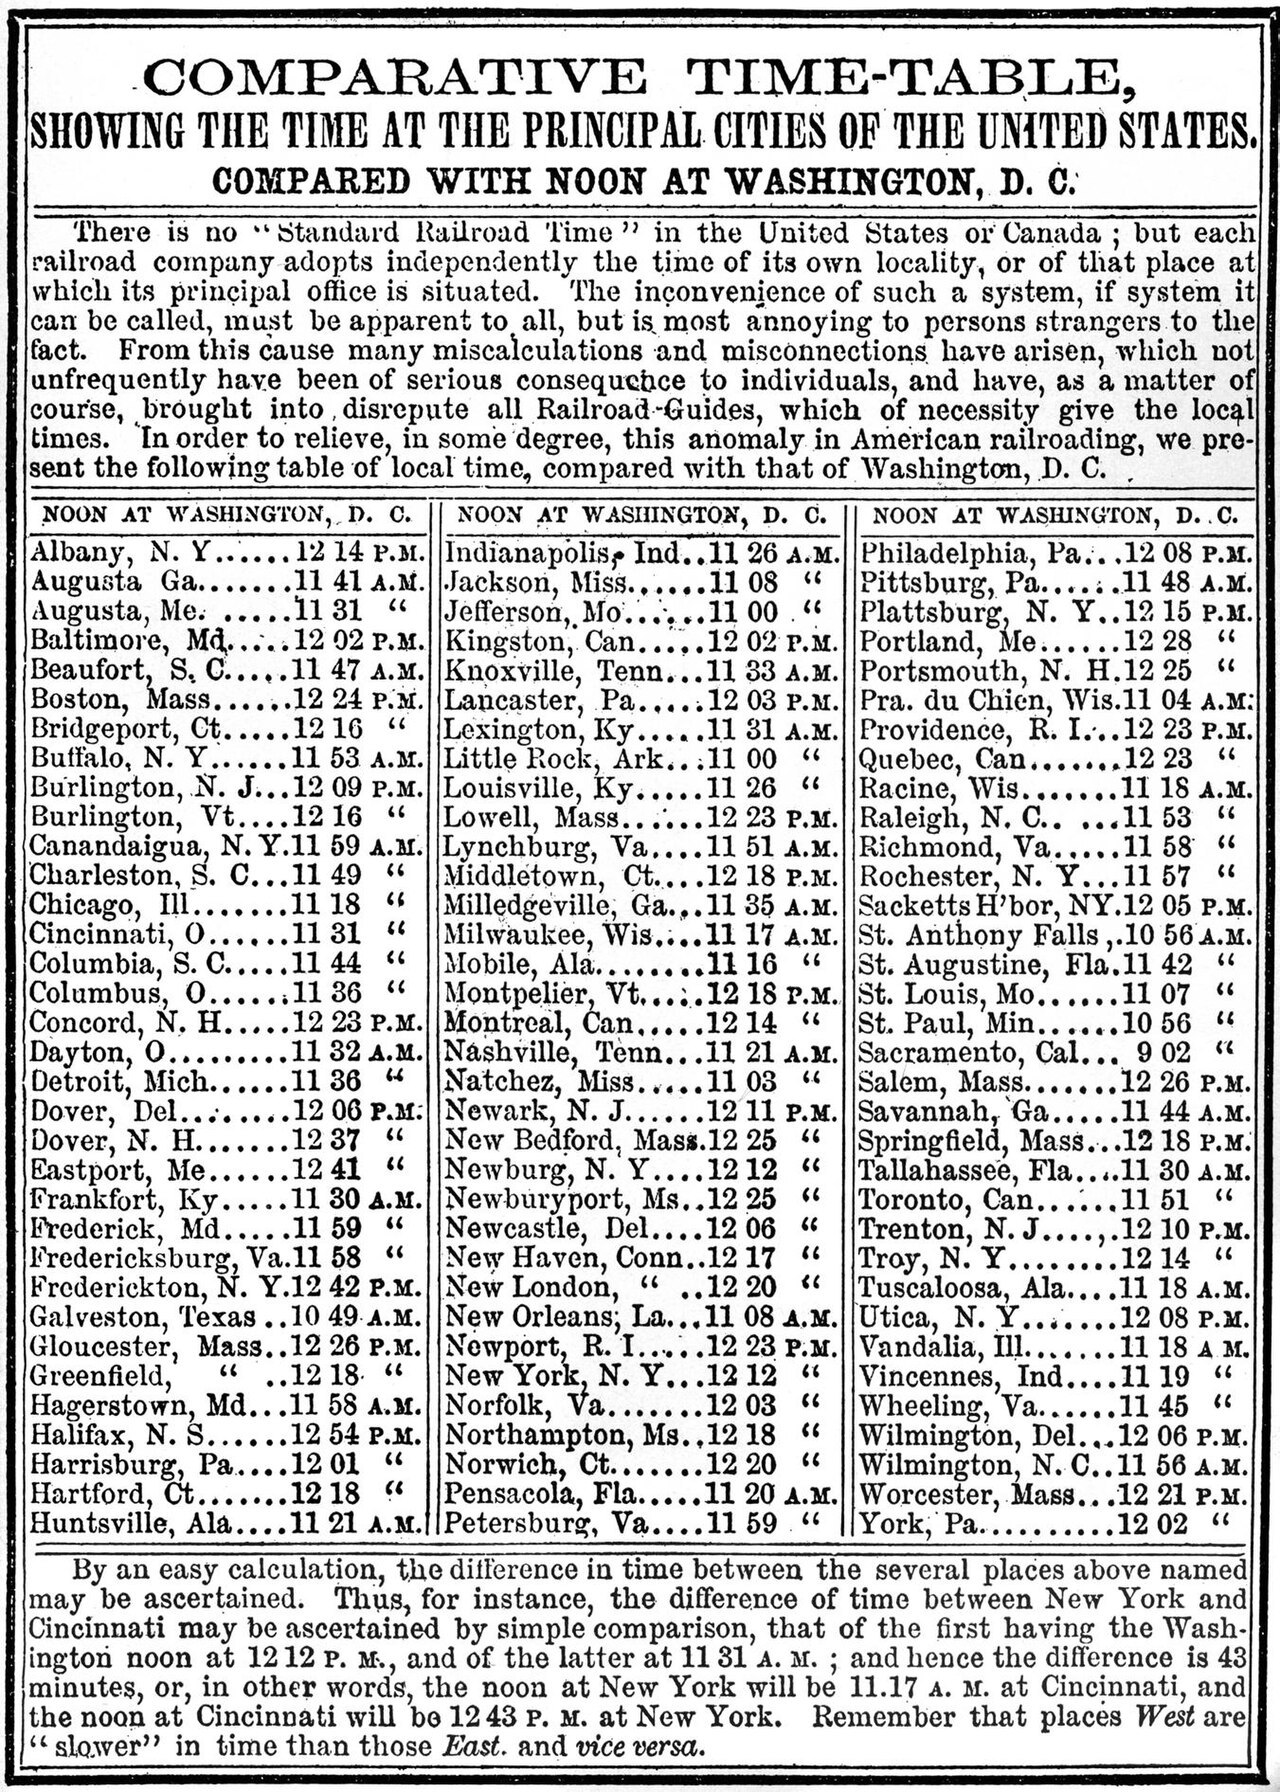 COMPARATIVE TIME-TABLE,
SHOWING THE TIME AT THE PRINCIPAL CITIES OF THE UNITED STATES.
COMPARED WITH NOON AT WASHINGTON, D. C.
There is no "Standard Railroad Time" in the United States or Canada; but each
railroad company adopts independently the time of its own locality, or of that place at
which its principal office is situated. The inconvenience of such a system, if system it
can be called, must be apparent to all, but is most annoying to persons strangers to the
fact. From this cause many miscalculations and misconnections have arisen, which not
unfrequently have been of serious consequence to individuals, and have, as a matter of
course, brought into disrepute all Railroad-Guides, which of necessity give the local
times. In order to relieve, in some degree, this anomaly in American railroading, we pre-
sent the following table of local time, compared with that of Washington, D. C.
NOON AT WASHINGTON, D. C.
Albany, N. Y......12 14 P.M.
Augusta Ga.......11 41 A.M.
Augusta, Me. ......11 31 "
Baltimore, Md.....12 02 P.M.
Beaufort, S. C.....11 47 A.M.
Boston, Mass......12 24 P.M.
Bridgeport, Ct.....12 16 "
Buffalo, N. Y......11 53 A.M.
Burlington, N. J...12 09 P.M.
Burlington, Vt....12 16 "
Canandaigua, N. Y.11 59 A.M.
Charleston, S. C...11 49 "
Chicago, Ill.......11 18 "
Cincinnati, O......11 31 "
Columbia, S. C.....11 44 "
Columbus, O.......11 36 "
Concord, N. H.....12 23 P.M.
Dayton, O.........11 32 A.M.
Detroit, Mich......11 36 "
Dover, Del........12 06 P.M.
Dover, N. H.......12 37 "
Eastport, Me......12 41 "
Frankfort, Ky.....11 30 A.M.
Frederick, Md.....11 59 "
Fredericksburg, Va.11 58 "
Frederickton, N. Y.12 42 P.M.
Galveston, Texas ..10 49 A.M.
Gloucester, Mass..12 26 P.M.
Greenfield, " ..12 18 "
Hagerstown, Md...11 58 A.M.
Halifax, N. S......12 54 P.M.
Harrisburg, Pa....12 01 "
Hartford, Ct.......12 18 "
Huntsville, Ala....11 21 A.M.
NOON AT WASHINGTON, D. C.
Indianapolis, Ind..11 26 A.M.
Jackson, Miss......11 08 "
Jefferson, Mo......11 00 "
Kingston, Can.....12 02 P.M.
Knoxville, Tenn...11 33 A.M.
Lancaster, Pa.....12 03 P.M.
Lexington, Ky.....11 31 A.M.
Little Rock, Ark...11 00 "
Louisville, Ky.....11 26 "
Lowell, Mass......12 23 P.M.
Lynchburg, Va....11 51 A.M.
Middletown, Ct....12 18 P.M.
Milledgeville, Ga...11 35 A.M.
Milwaukee, Wis....11 17 A.M.
Mobile, Ala........11 16 "
Montpelier, Vt.....12 18 P.M.
Montreal, Can.....12 14 "
Nashville, Tenn...11 21 A.M.
Natchez, Miss.....11 03 "
Newark, N. J......12 11 P.M.
New Bedford, Mass.12 25 "
Newburg, N. Y....12 12 "
Newburyport, Ms..12 25 "
Newcastle, Del....12 06 "
New Haven, Conn..12 17 "
New London, " ..12 20 "
New Orleans, La...11 08 A.M.
Newport, R. I.....12 23 P.M.
New York, N. Y...12 12 "
Norfolk, Va.......12 03 "
Northampton, Ms..12 18 "
Norwich, Ct.......12 20 "
Pensacola, Fla.....11 20 A.M.
Petersburg, Va....11 59 "
NOON AT WASHINGTON, D. C.
Philadelphia, Pa...12 08 P.M.
Pittsburg, Pa......11 48 A.M.
Plattsburg, N. Y..12 15 P.M.
Portland, Me......12 28 "
Portsmouth, N. H.12 25 "
Pra. du Chien, Wis.11 04 A.M.
Providence, R. I...12 23 P.M.
Quebec, Can.......12 23 "
Racine, Wis.......11 18 A.M.
Raleigh, N. C.. ...11 53 "
Richmond, Va.....11 58 "
Rochester, N. Y...11 57 "
Sacketts H'bor, NY.12 05 P.M.
St. Anthony Falls,.10 56 A.M.
St. Augustine, Fla.11 42 "
St. Louis, Mo......11 07 "
St. Paul, Min......10 56 "
Sacramento, Cal... 9 02 "
Salem, Mass.......12 26 P.M.
Savannah, Ga.....11 44 A.M.
Springfield, Mass...12 18 P.M.
Tallahassee, Fla....11 30 A.M.
Toronto, Can......11 51 "
Trenton, N. J......12 10 P.M.
Troy, N. Y........12 14 "
Tuscaloosa, Ala....11 18 A.M.
Utica, N. Y.......12 08 P.M.
Vandalia, Ill.......11 18 A M.
Vincennes, Ind....11 19 "
Wheeling, Va......11 45 "
Wilmington, Del...12 06 P.M.
Wilmington, N. C..11 56 A.M.
Worcester, Mass...12 21 P.M.
York, Pa..........12 02 "
By an easy calculation, the difference in time between the several places above named
may be ascertained. Thus, for instance, the difference of time between New York and
Cincinnati may be ascertained by simple comparison, that of the first having the Wash-
ington noon at 12 12 P. M., and of the latter at 11 31 A. M.; and hence the difference is 43
minutes, or, in other words, the noon at New York will be 11.17 A. M. at Cincinnati, and
the noon at Cincinnati will be 12 43 P. M. at New York. Remember that places West are
"slower" in time than those East. and vice versa.